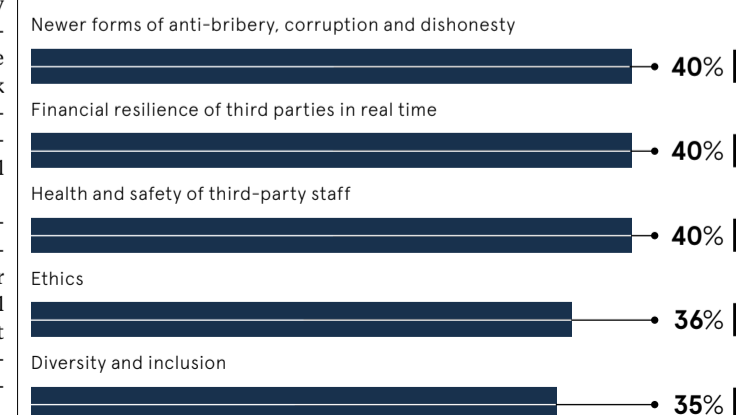 Newer forms of anti-bribery, corruption and dishonesty
40%
Financial resilience of third parties in real time
40%
Health and safety of third-party staff
40%
Ethics
36%
Diversity and inclusion
35%